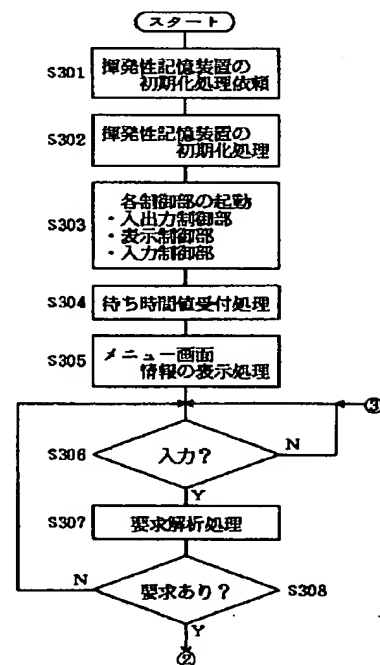 スタート
S301
揮発性記憶装置の
初期化処理依頼
S302
揮発性記憶装置の
初期化処理
S303
各制御部の起動
・入出力制御部
・表示制御部
・入力制御部
S304
待ち時間値受付処理
S305
メニュー画面
情報の表示処理
③
S306
入力?
N
Y
S307
要求解析処理
N
要求あり?
S308
Y
②